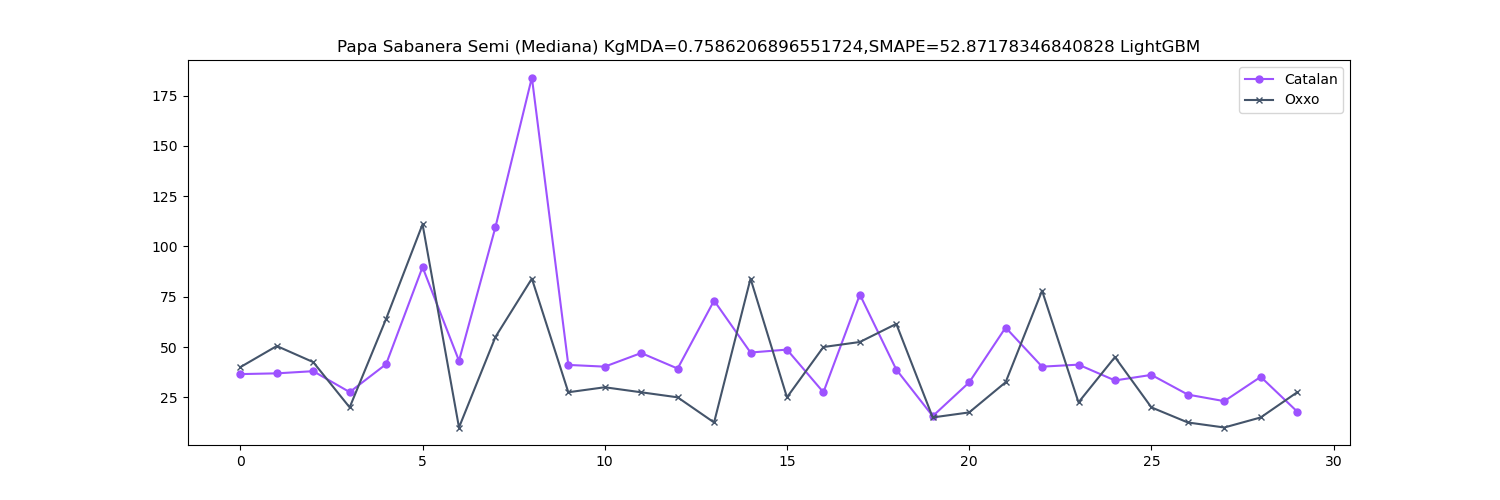 Papa Sabanera Semi (Mediana) KgMDA=0.7586206896551724,SMAPE=52.87178346840828 LightGBM
Catalan
Oxxo
175
150
125
100
75
50
25
0 5 10 15 20 25 30